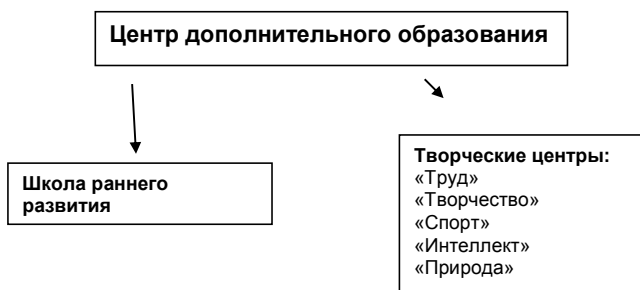 Центр дополнительного образования
Школа раннего
развития
Творческие центры:
«Труд»
«Творчество»
«Спорт»
«Интеллект»
«Природа»